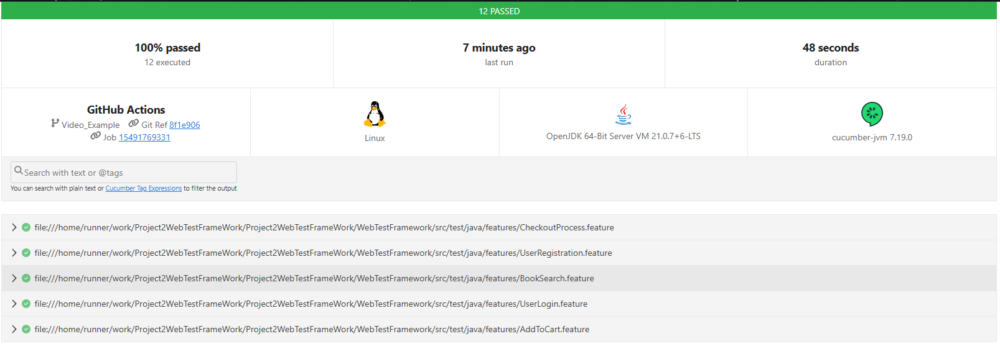 12 PASSED
100% passed
12 executed
7 minutes ago
last run
48 seconds
duration
GitHub Actions
Video_Example Git Ref 8f1e906
Job 15491769331
Linux
OpenJDK 64-Bit Server VM 21.0.7+6-LTS
cucumber-jvm 7.19.0
Search with text or @tags
You can search with plain text or Cucumber Tag Expressions to filter the output
file:///home/runner/work/Project2WebTestFrameWork/Project2WebTestFrameWork/WebTestFramework/src/test/java/features/CheckoutProcess.feature
file:///home/runner/work/Project2WebTestFrameWork/Project2WebTestFrameWork/WebTestFramework/src/test/java/features/UserRegistration.feature
file:///home/runner/work/Project2WebTestFrameWork/Project2WebTestFrameWork/WebTestFramework/src/test/java/features/BookSearch.feature
file:///home/runner/work/Project2WebTestFrameWork/Project2WebTestFrameWork/WebTestFramework/src/test/java/features/UserLogin.feature
file:///home/runner/work/Project2WebTestFrameWork/Project2WebTestFrameWork/WebTestFramework/src/test/java/features/AddToCart.feature